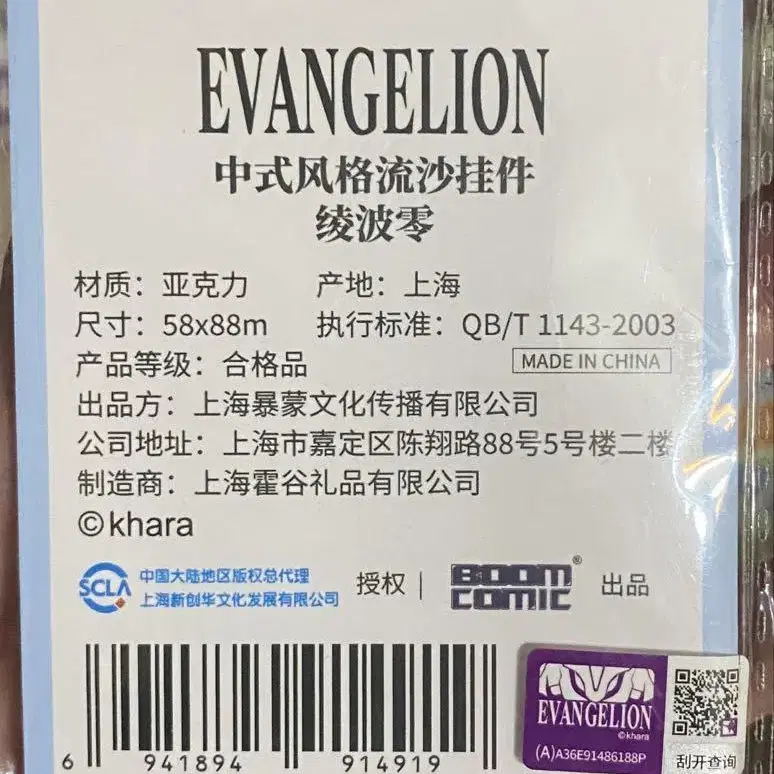 EVANGELION
中式风格流沙挂件
绫波零
材质：亚克力 产地：上海
尺寸：58x88m 执行标准：QB/T 1143-2003
产品等级：合格品 MADE IN CHINA
出品方：上海暴蒙文化传播有限公司
公司地址：上海市嘉定区陈翔路88号5号楼二楼
制造商：上海霍谷礼品有限公司
©khara
SCLA 中国大陆地区版权总代理
上海新创华文化发展有限公司
授权 | BOOM COMIC® 出品
6 941894 914919
EVANGELION
©khara
(A)A36E91486188P
刮开查询